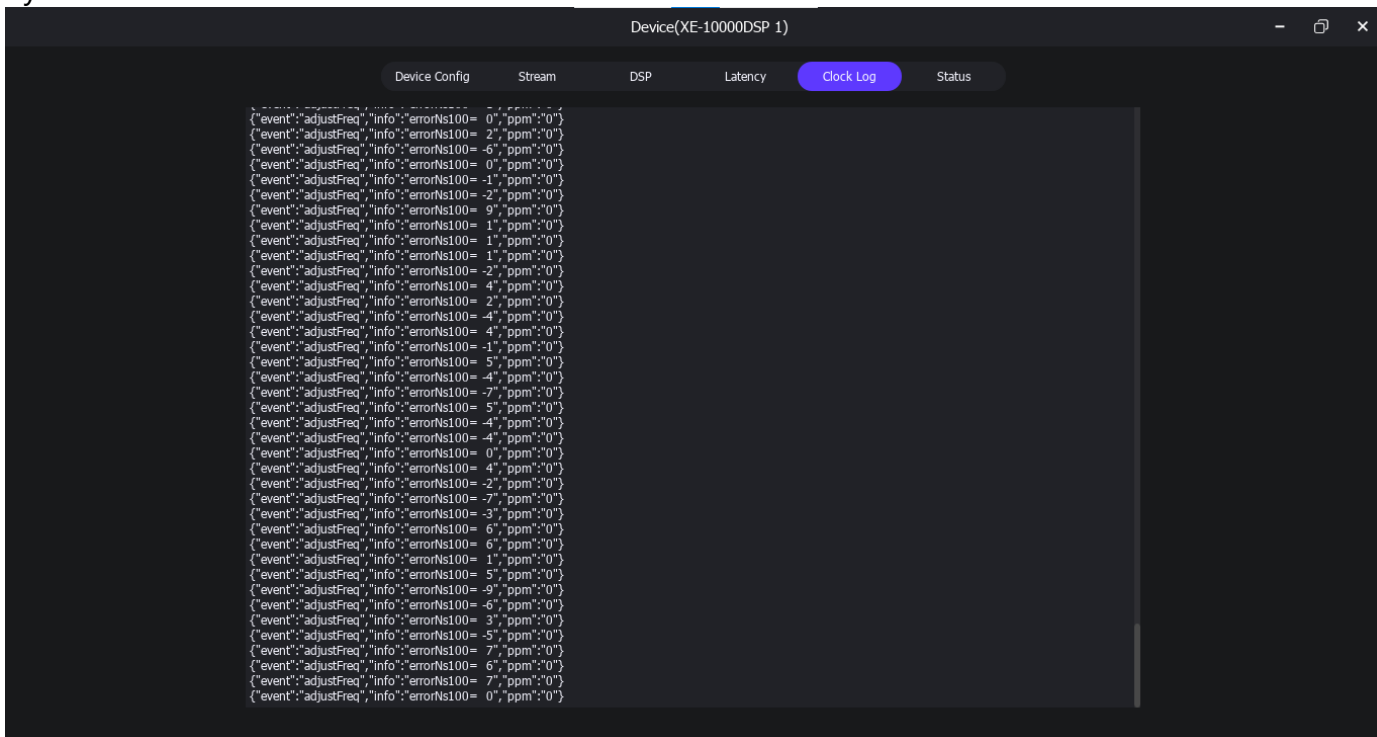 Device(XE-10000DSP 1)
Device Config Stream DSP Latency Clock Log Status
{"event":"adjustFreq","info":"errorNs100=  0","ppm":"0"}
{"event":"adjustFreq","info":"errorNs100=  2","ppm":"0"}
{"event":"adjustFreq","info":"errorNs100= -6","ppm":"0"}
{"event":"adjustFreq","info":"errorNs100=  0","ppm":"0"}
{"event":"adjustFreq","info":"errorNs100= -1","ppm":"0"}
{"event":"adjustFreq","info":"errorNs100= -2","ppm":"0"}
{"event":"adjustFreq","info":"errorNs100=  9","ppm":"0"}
{"event":"adjustFreq","info":"errorNs100=  1","ppm":"0"}
{"event":"adjustFreq","info":"errorNs100=  1","ppm":"0"}
{"event":"adjustFreq","info":"errorNs100=  1","ppm":"0"}
{"event":"adjustFreq","info":"errorNs100= -2","ppm":"0"}
{"event":"adjustFreq","info":"errorNs100=  4","ppm":"0"}
{"event":"adjustFreq","info":"errorNs100=  2","ppm":"0"}
{"event":"adjustFreq","info":"errorNs100= -4","ppm":"0"}
{"event":"adjustFreq","info":"errorNs100=  4","ppm":"0"}
{"event":"adjustFreq","info":"errorNs100= -1","ppm":"0"}
{"event":"adjustFreq","info":"errorNs100=  5","ppm":"0"}
{"event":"adjustFreq","info":"errorNs100= -4","ppm":"0"}
{"event":"adjustFreq","info":"errorNs100= -7","ppm":"0"}
{"event":"adjustFreq","info":"errorNs100=  5","ppm":"0"}
{"event":"adjustFreq","info":"errorNs100= -4","ppm":"0"}
{"event":"adjustFreq","info":"errorNs100= -4","ppm":"0"}
{"event":"adjustFreq","info":"errorNs100=  0","ppm":"0"}
{"event":"adjustFreq","info":"errorNs100=  4","ppm":"0"}
{"event":"adjustFreq","info":"errorNs100= -2","ppm":"0"}
{"event":"adjustFreq","info":"errorNs100= -7","ppm":"0"}
{"event":"adjustFreq","info":"errorNs100= -3","ppm":"0"}
{"event":"adjustFreq","info":"errorNs100=  6","ppm":"0"}
{"event":"adjustFreq","info":"errorNs100=  6","ppm":"0"}
{"event":"adjustFreq","info":"errorNs100=  1","ppm":"0"}
{"event":"adjustFreq","info":"errorNs100=  5","ppm":"0"}
{"event":"adjustFreq","info":"errorNs100= -9","ppm":"0"}
{"event":"adjustFreq","info":"errorNs100= -6","ppm":"0"}
{"event":"adjustFreq","info":"errorNs100=  3","ppm":"0"}
{"event":"adjustFreq","info":"errorNs100= -5","ppm":"0"}
{"event":"adjustFreq","info":"errorNs100=  7","ppm":"0"}
{"event":"adjustFreq","info":"errorNs100=  6","ppm":"0"}
{"event":"adjustFreq","info":"errorNs100=  7","ppm":"0"}
{"event":"adjustFreq","info":"errorNs100=  0","ppm":"0"}